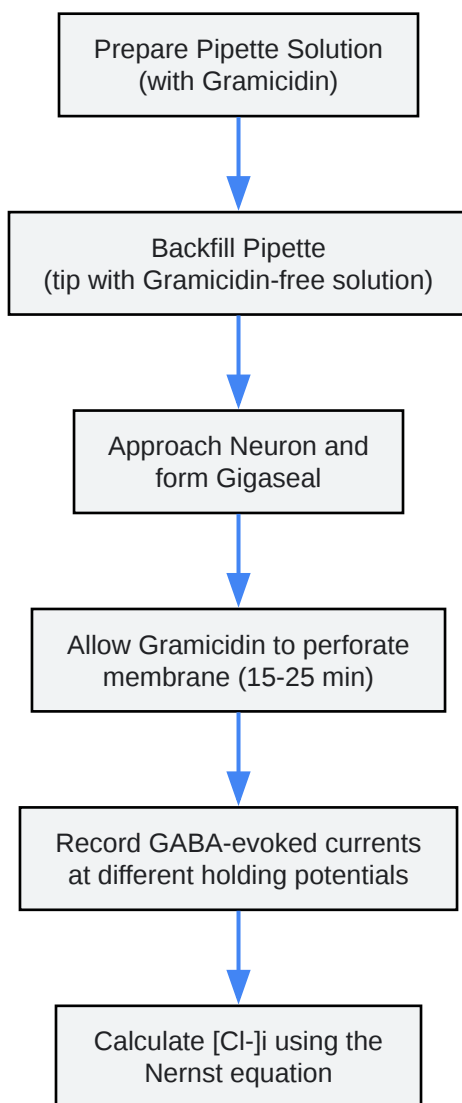 Prepare Pipette Solution
(with Gramicidin)
Backfill Pipette
(tip with Gramicidin-free solution)
Approach Neuron and
form Gigaseal
Allow Gramicidin to perforate
membrane (15-25 min)
Record GABA-evoked currents
at different holding potentials
Calculate [Cl-]i using the
Nernst equation